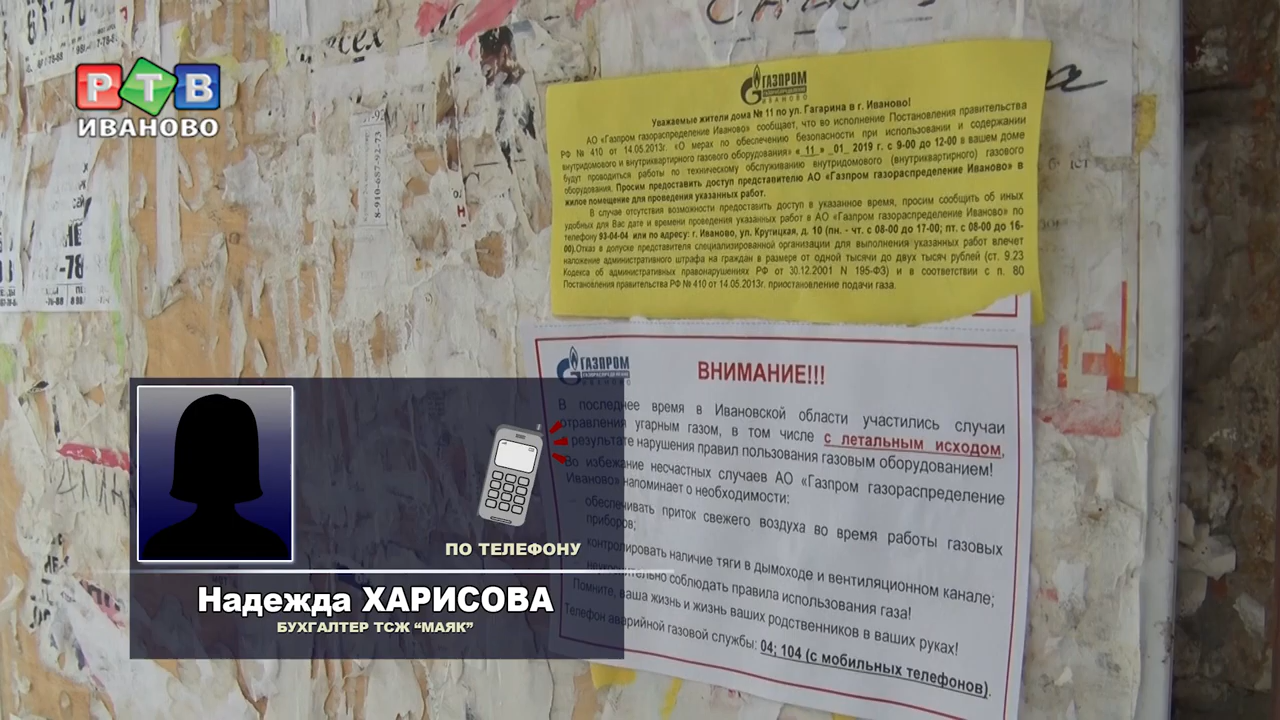 РТВ
ИВАНОВО
ГАЗПРОМ
ГАЗОРАСПРЕДЕЛЕНИЕ
ИВАНОВО
Уважаемые жители дома № 11 по ул. Гагарина в г. Иваново!
АО «Газпром газораспределение Иваново» сообщает, что во исполнение Постановления правительства
РФ № 410 от 14.05.2013г. «О мерах по обеспечению безопасности при использовании и содержании
внутридомового и внутриквартирного газового оборудования» «_11_» _01_ 2019 г. с 9-00 до 12-00 в вашем доме
будут проводиться работы по техническому обслуживанию внутридомового (внутриквартирного) газового
оборудования. Просим предоставить доступ представителю АО «Газпром газораспределение Иваново» в
жилое помещение для проведения указанных работ.
В случае отсутствия возможности предоставить доступ в указанное время, просим сообщить об иных
удобных для Вас дате и времени проведения указанных работ в АО «Газпром газораспределение Иваново» по
телефону 93-04-04 или по адресу: г. Иваново, ул. Крутицкая, д. 10 (пн. - чт. с 08-00 до 17-00; пт. с 08-00 до 16-
00).Отказ в допуске представителя специализированной организации для выполнения указанных работ влечет
наложение административного штрафа на граждан в размере от одной тысячи до двух тысяч рублей (ст. 9.23
Кодекса об административных правонарушениях РФ от 30.12.2001 N 195-ФЗ) и в соответствии с п. 80
Постановления правительства РФ № 410 от 14.05.2013г. приостановление подачи газа.
ГАЗПРОМ
ГАЗОРАСПРЕДЕЛЕНИЕ
ИВАНОВО
ВНИМАНИЕ!!!
В последнее время в Ивановской области участились случаи
отравления угарным газом, в том числе с летальным исходом,
результате нарушения правил пользования газовым оборудованием!
Во избежание несчастных случаев АО «Газпром газораспределение
Иваново» напоминает о необходимости:
- обеспечивать приток свежего воздуха во время работы газовых
приборов;
контролировать наличие тяги в дымоходе и вентиляционном канале;
неукоснительно соблюдать правила использования газа!
Помните, ваша жизнь и жизнь ваших родственников в ваших руках!
Телефон аварийной газовой службы: 04; 104 (с мобильных телефонов).
8-910-687-92-73
ПО ТЕЛЕФОНУ
Надежда ХАРИСОВА
БУХГАЛТЕР ТСЖ “МАЯК”